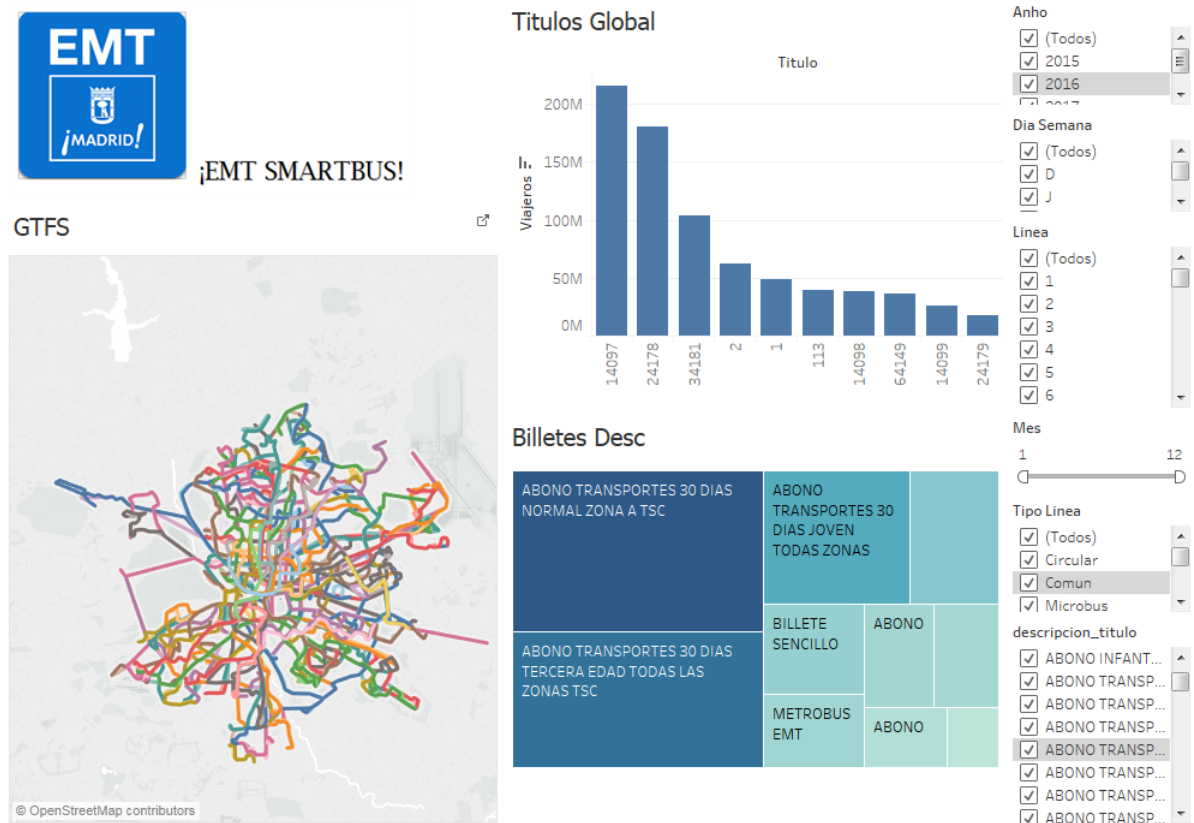 EMT
¡MADRID!
¡EMT SMARTBUS!
GTFS
© OpenStreetMap contributors
Titulos Global
Titulo
Viajeros
200M
150M
100M
50M
0M
14097
24178
34181
2
1
113
14098
64149
14099
24179
Billetes Desc
ABONO TRANSPORTES 30 DIAS
NORMAL ZONA A TSC
ABONO TRANSPORTES 30 DIAS
TERCERA EDAD TODAS LAS
ZONAS TSC
ABONO
TRANSPORTES 30
DIAS JOVEN
TODAS ZONAS
BILLETE
SENCILLO
METROBUS
EMT
ABONO
ABONO
Anho
(Todos)
2015
2016
2017
Dia Semana
(Todos)
D
J
Linea
(Todos)
1
2
3
4
5
6
Mes
1
12
Tipo Linea
(Todos)
Circular
Comun
Microbus
descripcion_titulo
ABONO INFANT...
ABONO TRANSP...
ABONO TRANSP...
ABONO TRANSP...
ABONO TRANSP...
ABONO TRANSP...
ABONO TRANSP...
ABONO TRANSP...